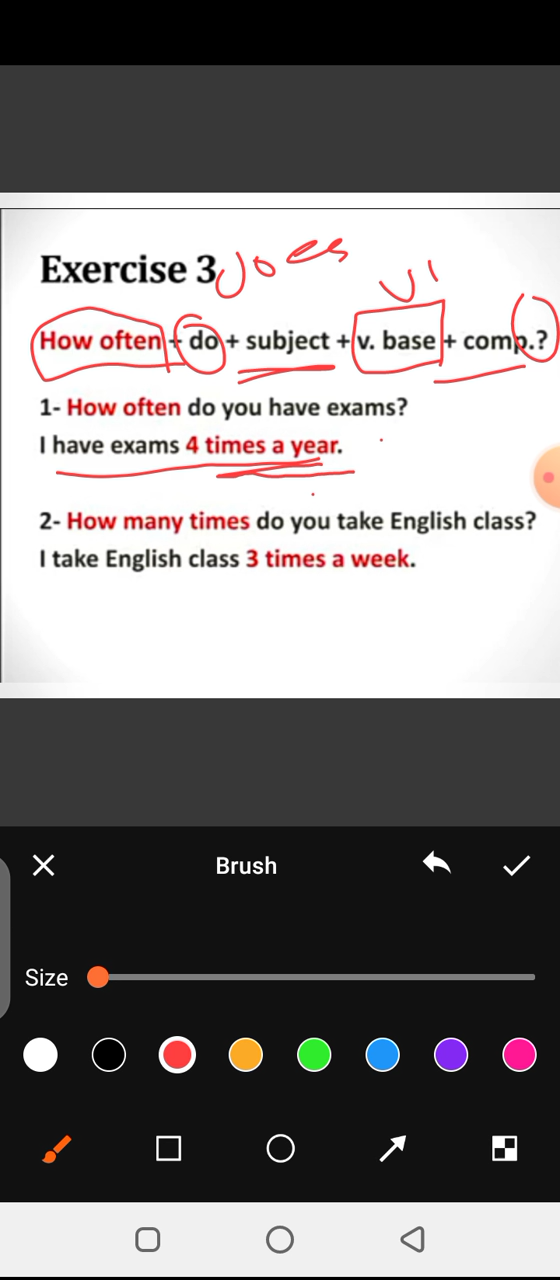 Exercise 3
does
v1
How often + do + subject + v. base + comp.?
1- How often do you have exams?
I have exams 4 times a year.
2- How many times do you take English class?
I take English class 3 times a week.
Brush
Size